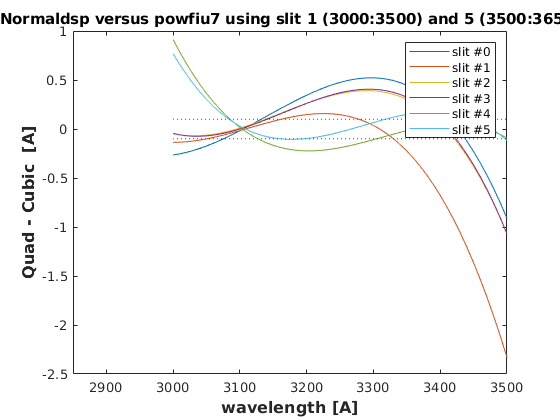 Normaldsp versus powfiu7 using slit 1 (3000:3500) and 5 (3500:365
1
0.5
0
-0.5
-1
-1.5
-2
-2.5
Quad - Cubic [A]
slit #0
slit #1
slit #2
slit #3
slit #4
slit #5
2900 3000 3100 3200 3300 3400 3500
wavelength [A]